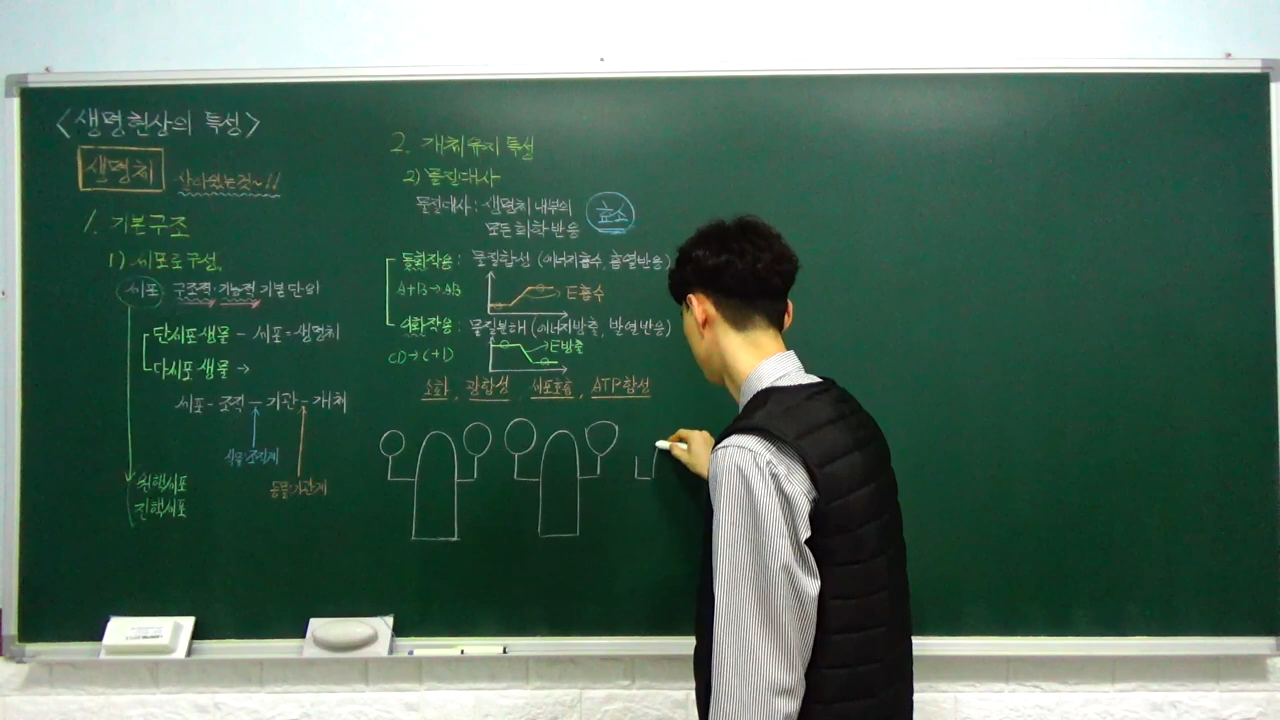 <생명현상의 특성>
생명체 살아있는것~!!
1. 기본구조
1) 세포로 구성
세포 구조적·기능적 기본단위
단세포생물 - 세포=생명체
다세포생물 →
세포 - 조직 - 기관 - 개체
식물:조직계
동물:기관계
원핵세포
진핵세포
2. 개체유지 특성
2) 물질대사
물질대사 : 생명체 내부의 효소
모든 화학반응
동화작용 : 물질합성 (에너지흡수, 흡열반응)
A+B→AB E흡수
이화작용 : 물질분해 (에너지방출, 발열반응)
CD→C+D E방출
소화, 광합성, 세포호흡, ATP합성